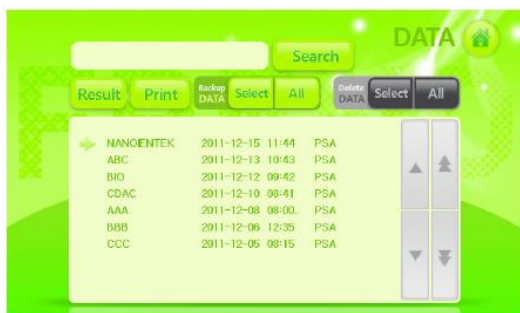 DATA
Search
Result Print Backup DATA Select All Delete DATA Select All
NANOENTEK 2011-12-15 11:44 PSA
ABC 2011-12-13 10:43 PSA
BIO 2011-12-12 09:42 PSA
CDAC 2011-12-10 08:41 PSA
AAA 2011-12-08 08:00. PSA
BBB 2011-12-06 12:35 PSA
CCC 2011-12-05 08:15 PSA